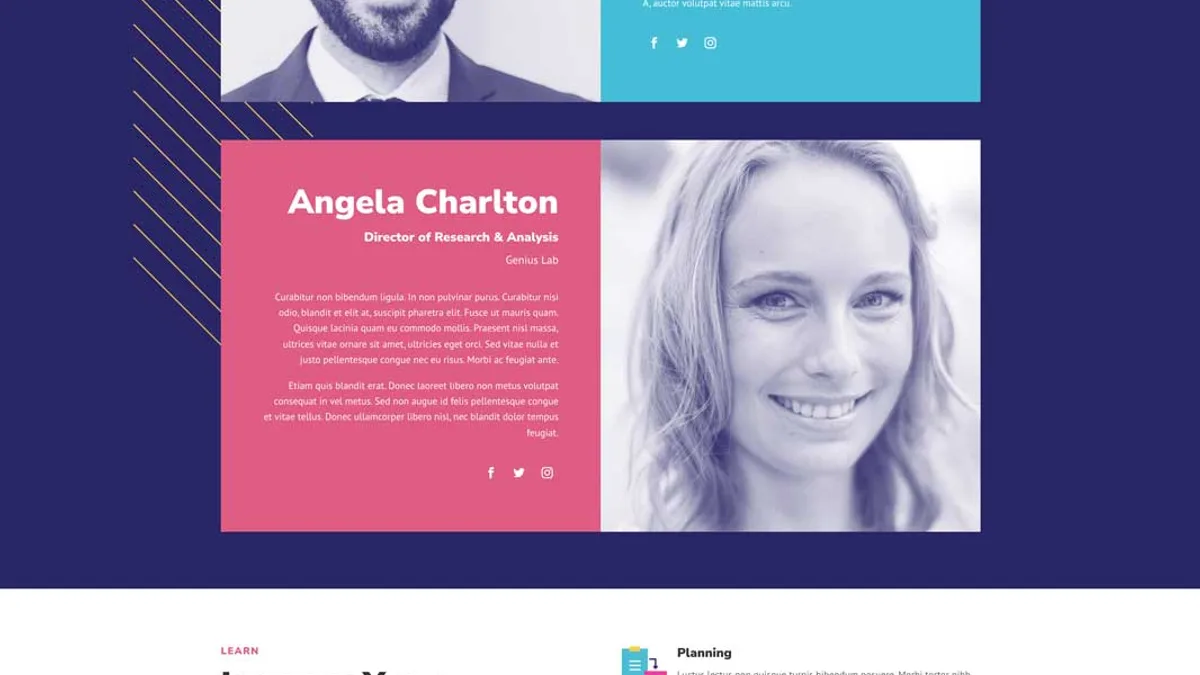 A, auctor volutpat vitae mattis arcu.
Angela Charlton
Director of Research & Analysis
Genius Lab
Curabitur non bibendum ligula. In non pulvinar purus. Curabitur nisi
odio, blandit et elit at, suscipit pharetra elit. Fusce ut mauris quam.
Quisque lacinia quam eu commodo mollis. Praesent nisl massa,
ultrices vitae ornare sit amet, ultricies eget orci. Sed vitae nulla et
justo pellentesque congue nec eu risus. Morbi ac feugiat ante.
Etiam quis blandit erat. Donec laoreet libero non metus volutpat
consequat in vel metus. Sed non augue id felis pellentesque congue
et vitae tellus. Donec ullamcorper libero nisl, nec blandit dolor tempus
feugiat.
LEARN
Planning